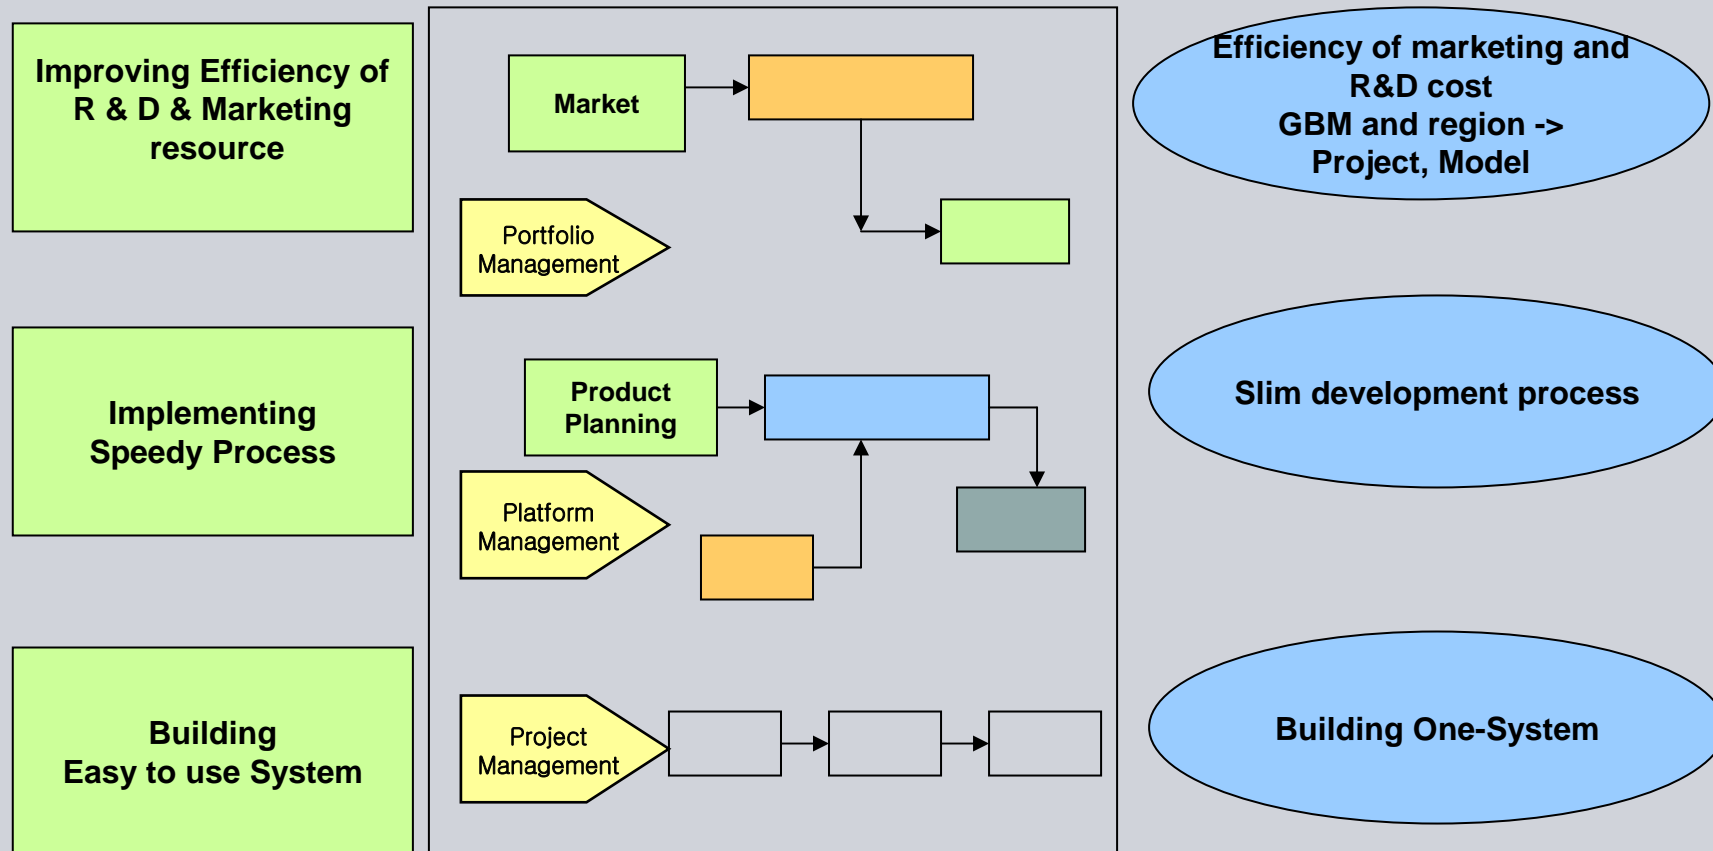 Improving Efficiency of
R & D & Marketing
resource
Market
Portfolio
Management
Efficiency of marketing and
R&D cost
GBM and region ->
Project, Model
Implementing
Speedy Process
Product
Planning
Platform
Management
Slim development process
Building
Easy to use System
Project
Management
Building One-System